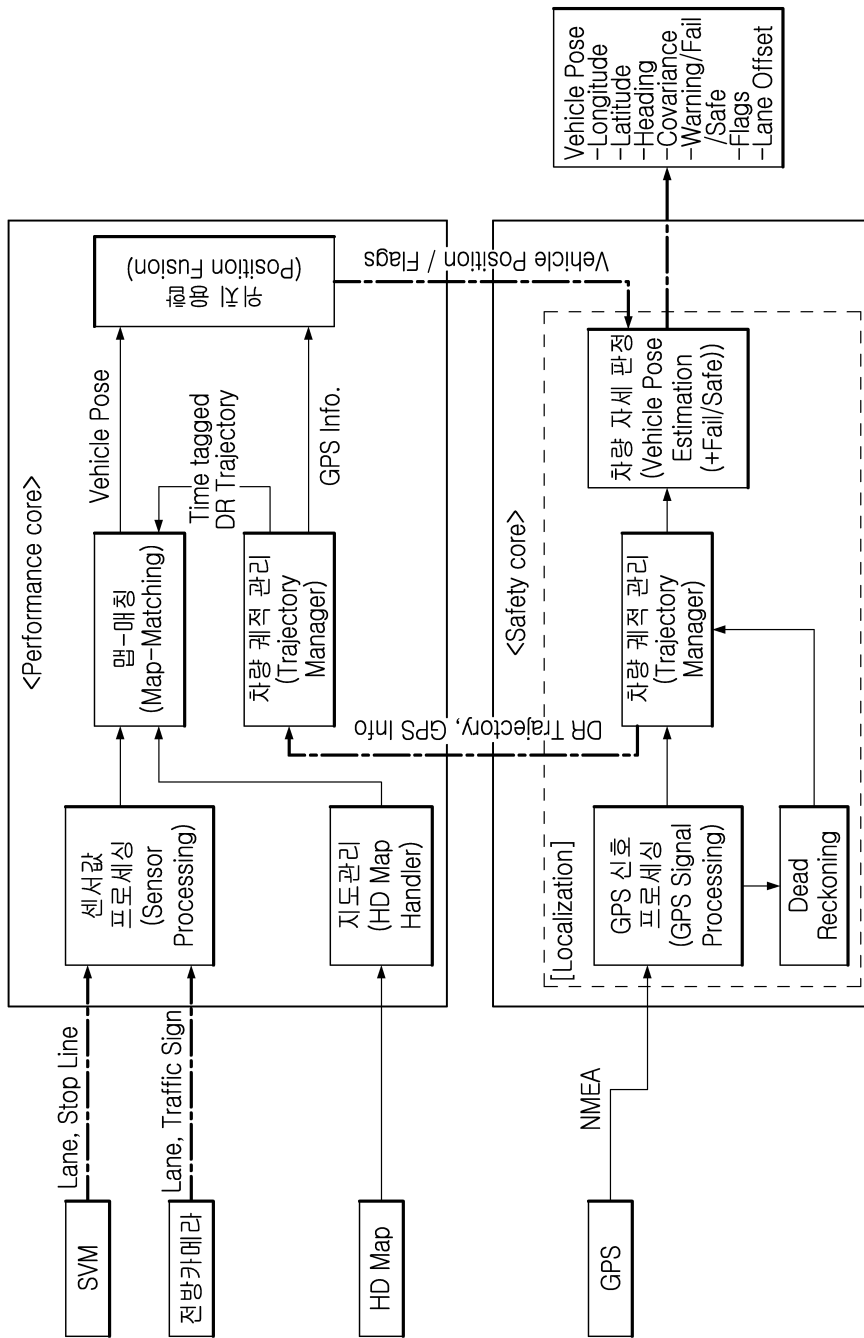 SVM
전방카메라
HD Map
GPS
Lane, Stop Line
Lane, Traffic Sign
NMEA
<Performance core>
센서값
프로세싱
(Sensor
Processing)
지도관리
(HD Map
Handler)
맵-매칭
(Map-Matching)
차량 궤적 관리
(Trajectory
Manager)
Vehicle Pose
Time tagged
DR Trajectory
GPS Info.
위치 융합
(Position Fusion)
DR Trajectory, GPS Info
Vehicle Position / Flags
<Safety core>
[Localization]
GPS 신호
프로세싱
(GPS Signal
Processing)
Dead
Reckoning
차량 궤적 관리
(Trajectory
Manager)
차량 자세 판정
(Vehicle Pose
Estimation
(+Fail/Safe))
Vehicle Pose
-Longitude
-Latitude
-Heading
-Covariance
-Warning/Fail
/Safe
-Flags
-Lane Offset